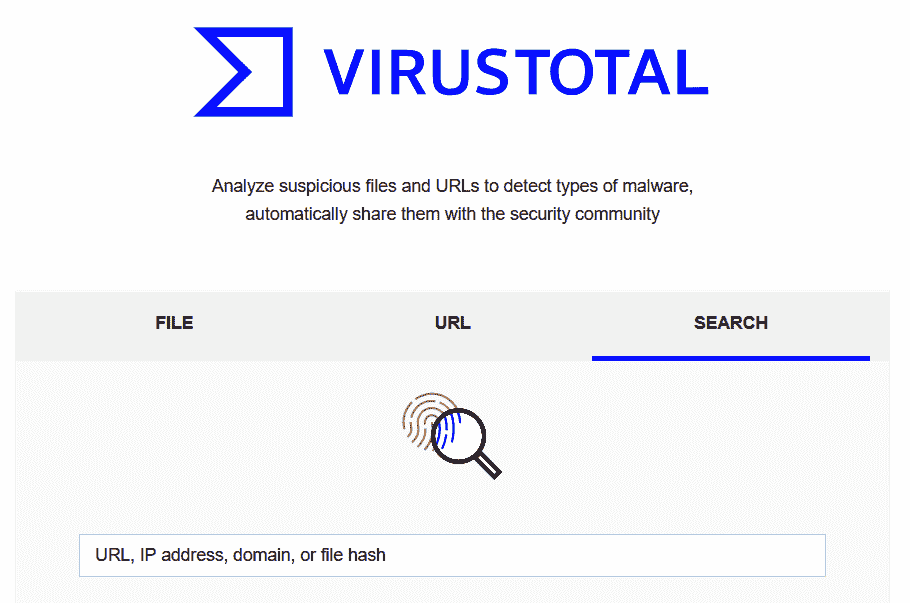 VIRUSTOTAL
Analyze suspicious files and URLs to detect types of malware,
automatically share them with the security community
FILE URL SEARCH
URL, IP address, domain, or file hash